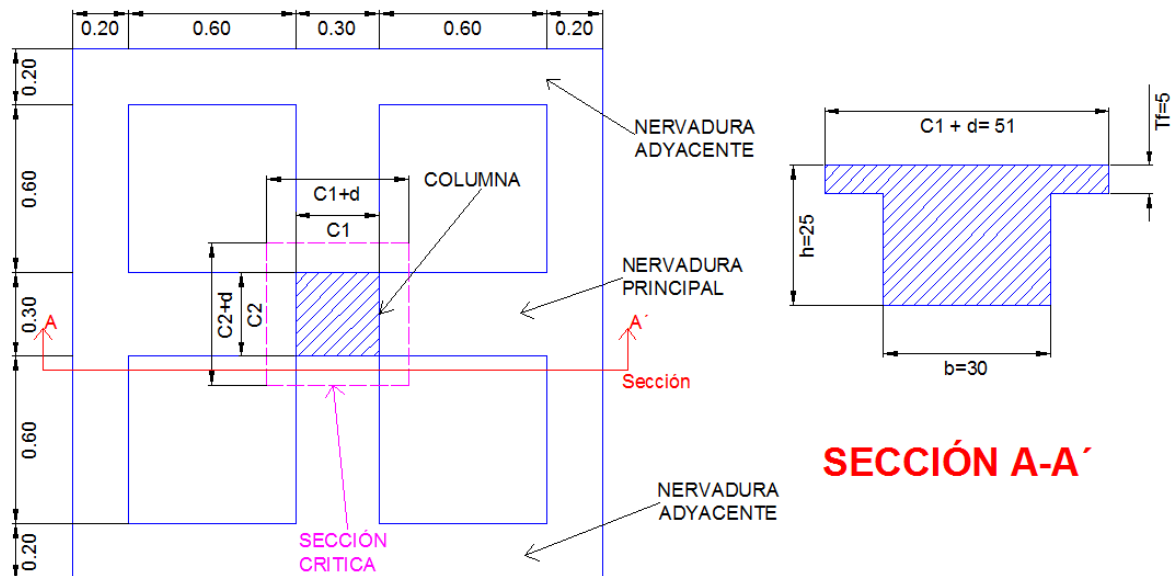 0.20 0.60 0.30 0.60 0.20
0.20
0.60
0.30
0.60
0.20
NERVADURA
ADYACENTE
COLUMNA
C1+d
C1
C2+d
C2
NERVADURA
PRINCIPAL
A
A´
Sección
NERVADURA
ADYACENTE
SECCIÓN
CRITICA
C1 + d= 51
Tf=5
h=25
b=30
SECCIÓN A-A´